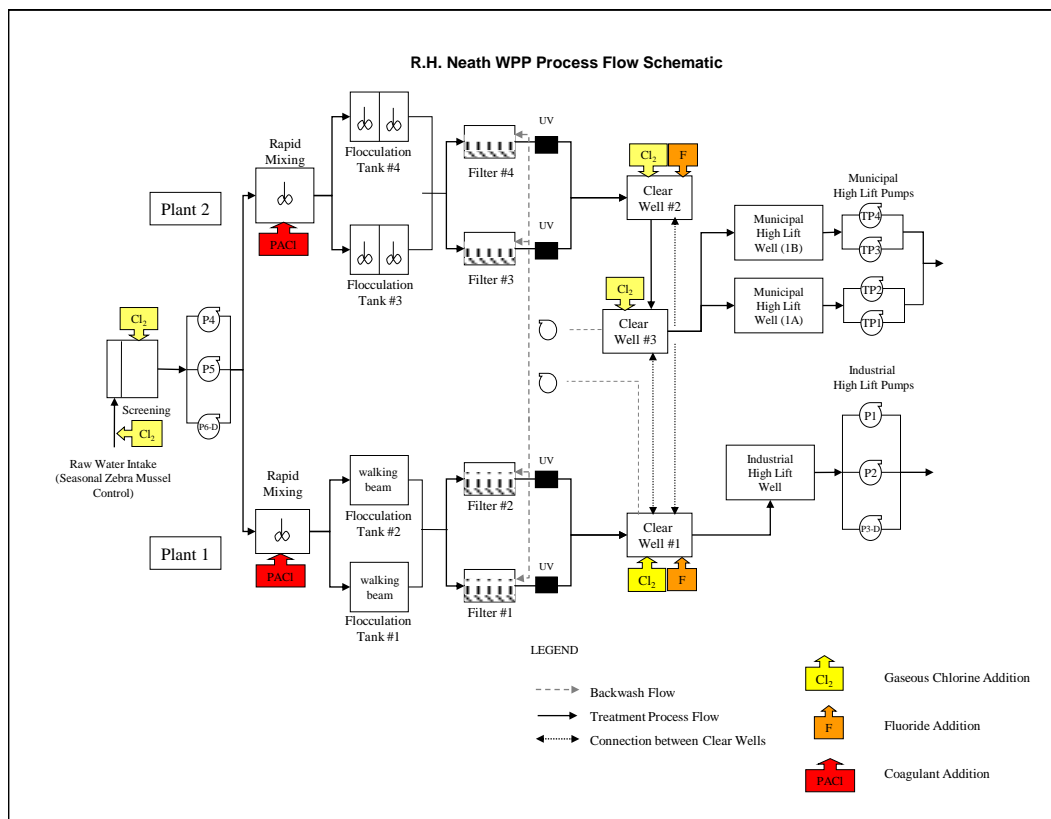 R.H. Neath WPP Process Flow Schematic
UV
Rapid
Mixing
Flocculation
Tank #4
Filter #4
Cl2
F
Plant 2
PACl
Clear
Well #2
Municipal
High Lift Pumps
Municipal
High Lift
Well (1B)
TP4
TP3
UV
Flocculation
Tank #3
Filter #3
Cl2
Clear
Well #3
Municipal
High Lift
Well (1A)
TP2
TP1
Cl2
P4
P5
P6-D
Screening
Cl2
Raw Water Intake
(Seasonal Zebra Mussel
Control)
Industrial
High Lift Pumps
P1
P2
P3-D
Industrial
High Lift
Well
Rapid
Mixing
walking
beam
Flocculation
Tank #2
UV
Filter #2
Plant 1
PACl
Clear
Well #1
Cl2
F
walking
beam
Flocculation
Tank #1
UV
Filter #1
LEGEND
Backwash Flow
Treatment Process Flow
Connection between Clear Wells
Cl2
Gaseous Chlorine Addition
F
Fluoride Addition
PACl
Coagulant Addition